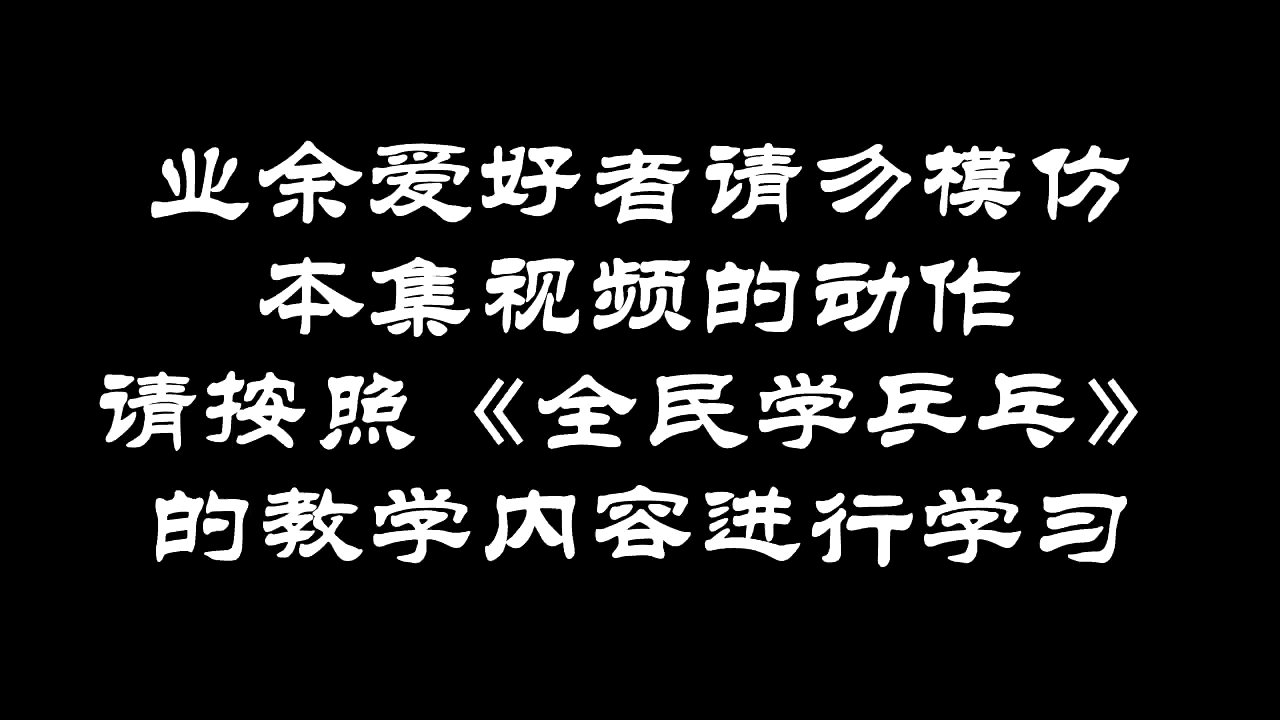 业余爱好者请勿模仿
本集视频的动作
请按照《全民学乒乓》
的教学内容进行学习